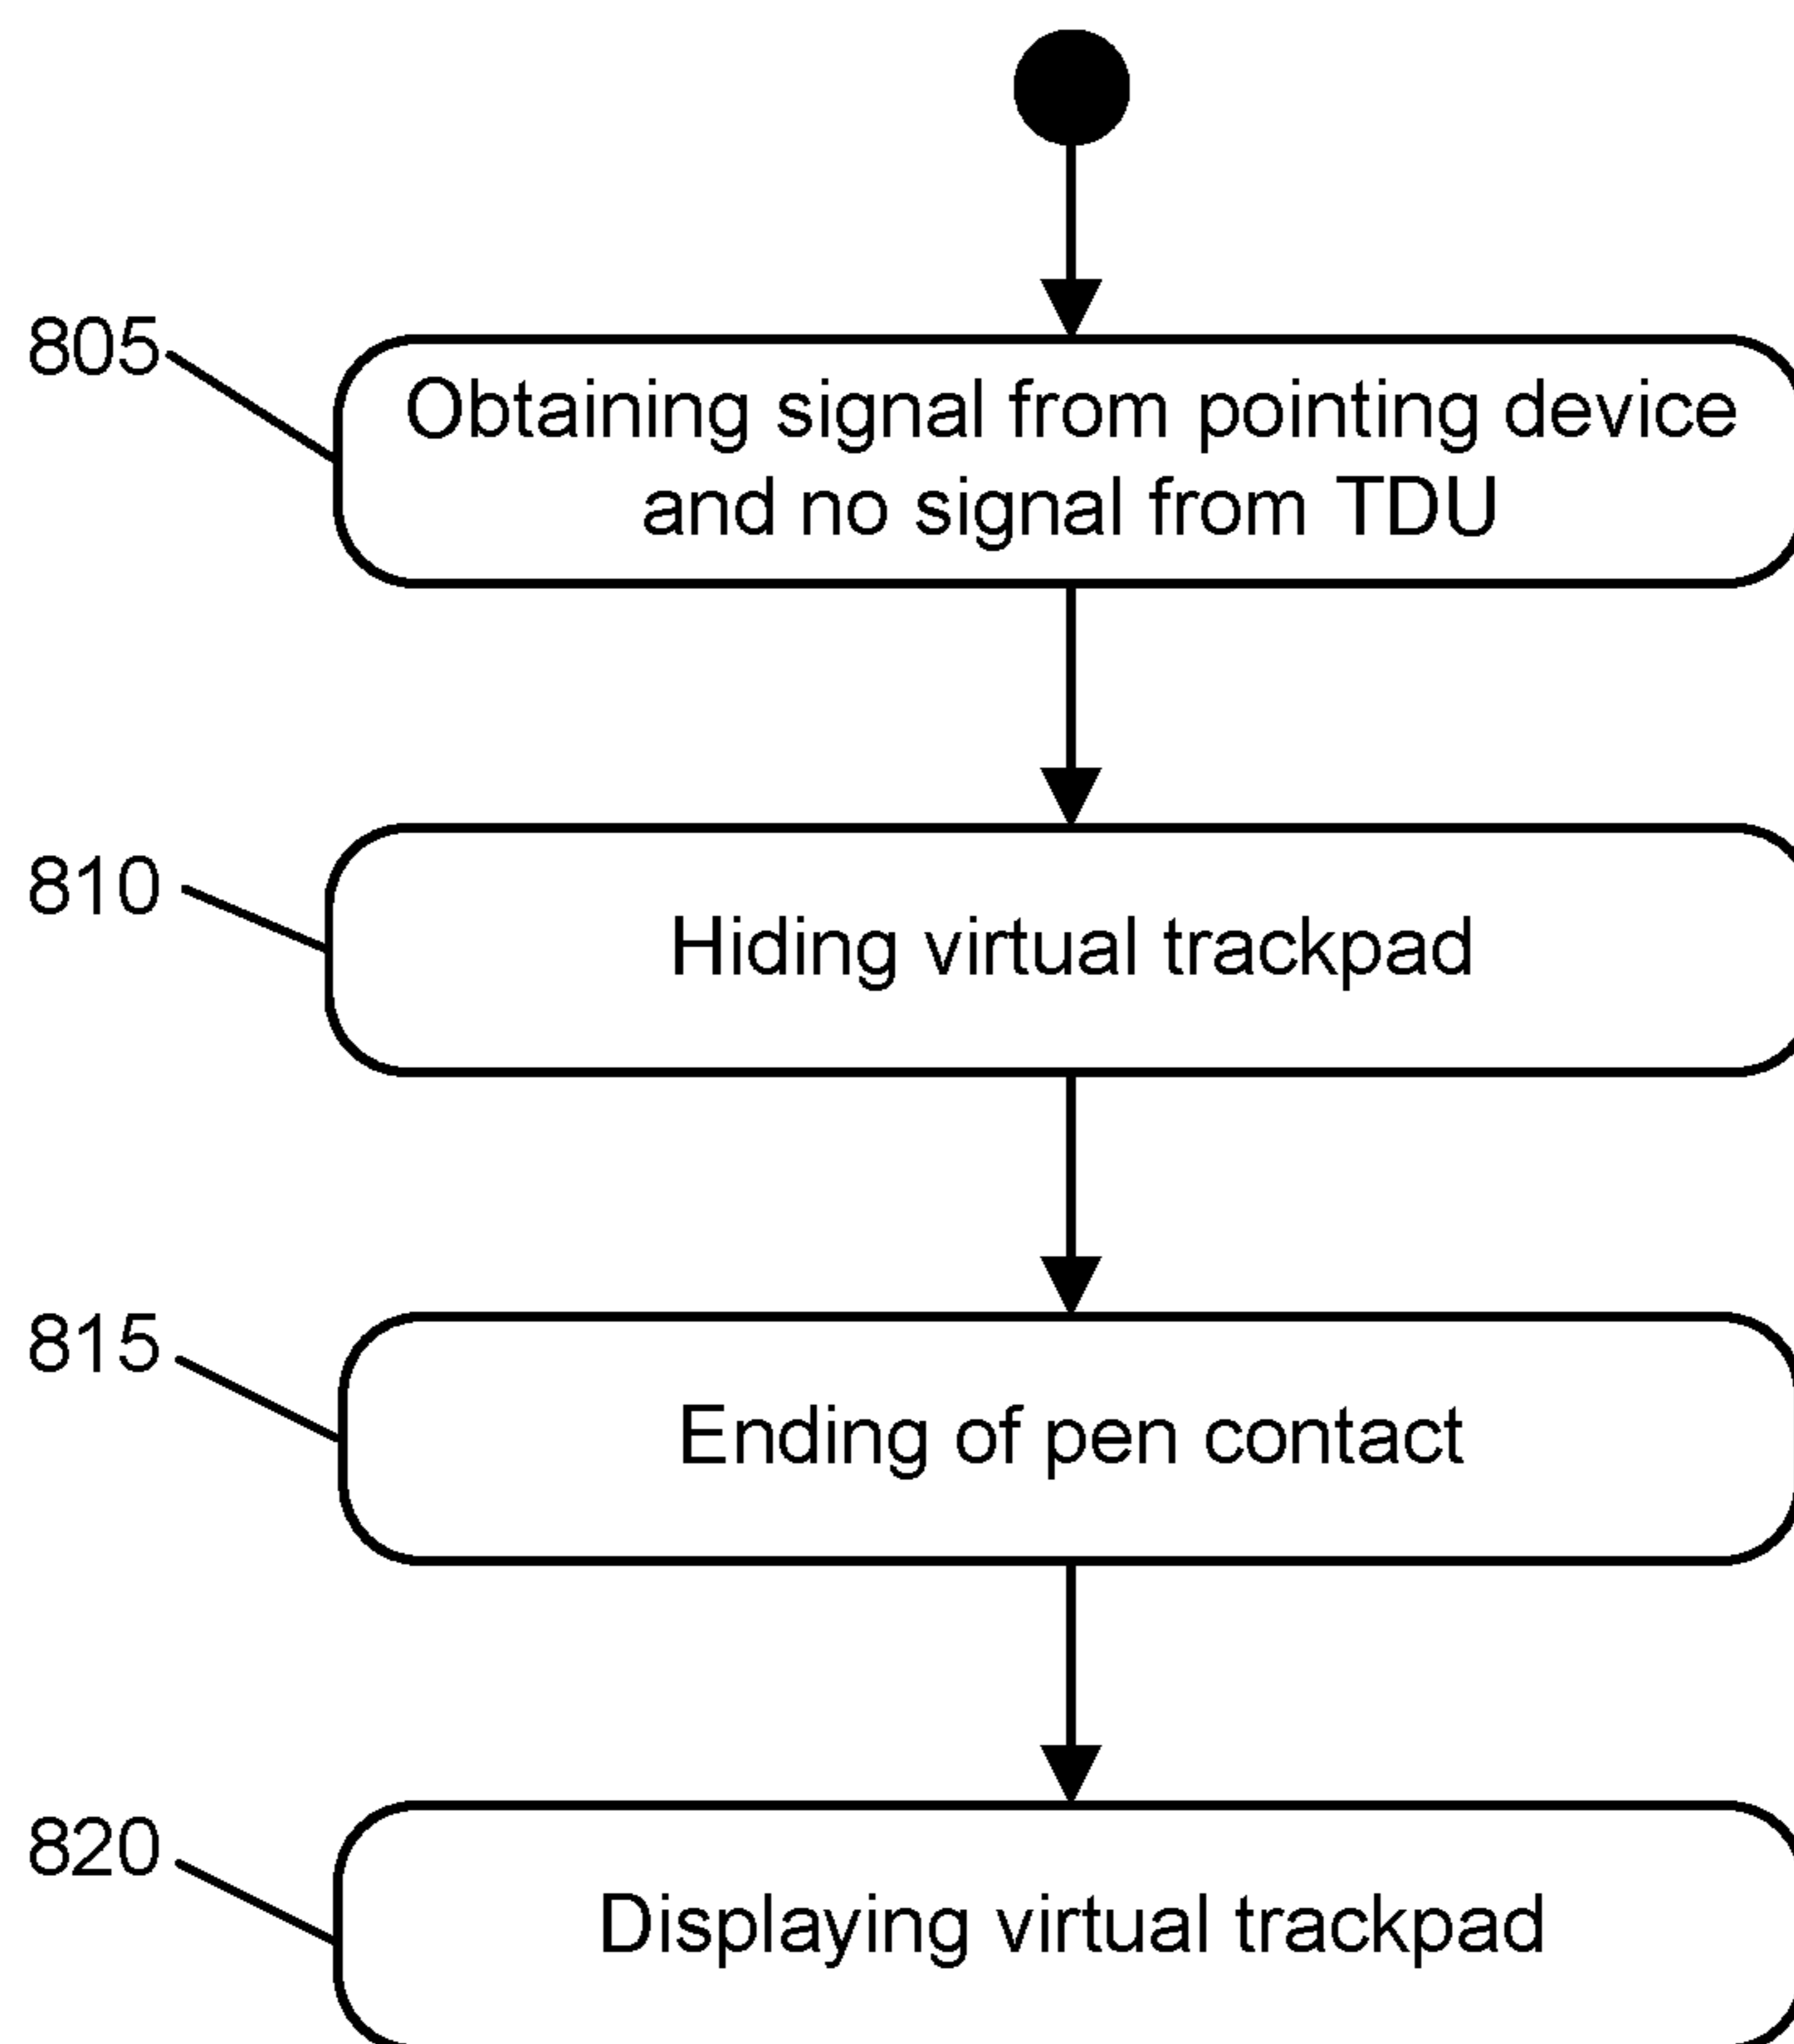 805
Obtaining signal from pointing device
and no signal from TDU
810
Hiding virtual trackpad
815
Ending of pen contact
820
Displaying virtual trackpad